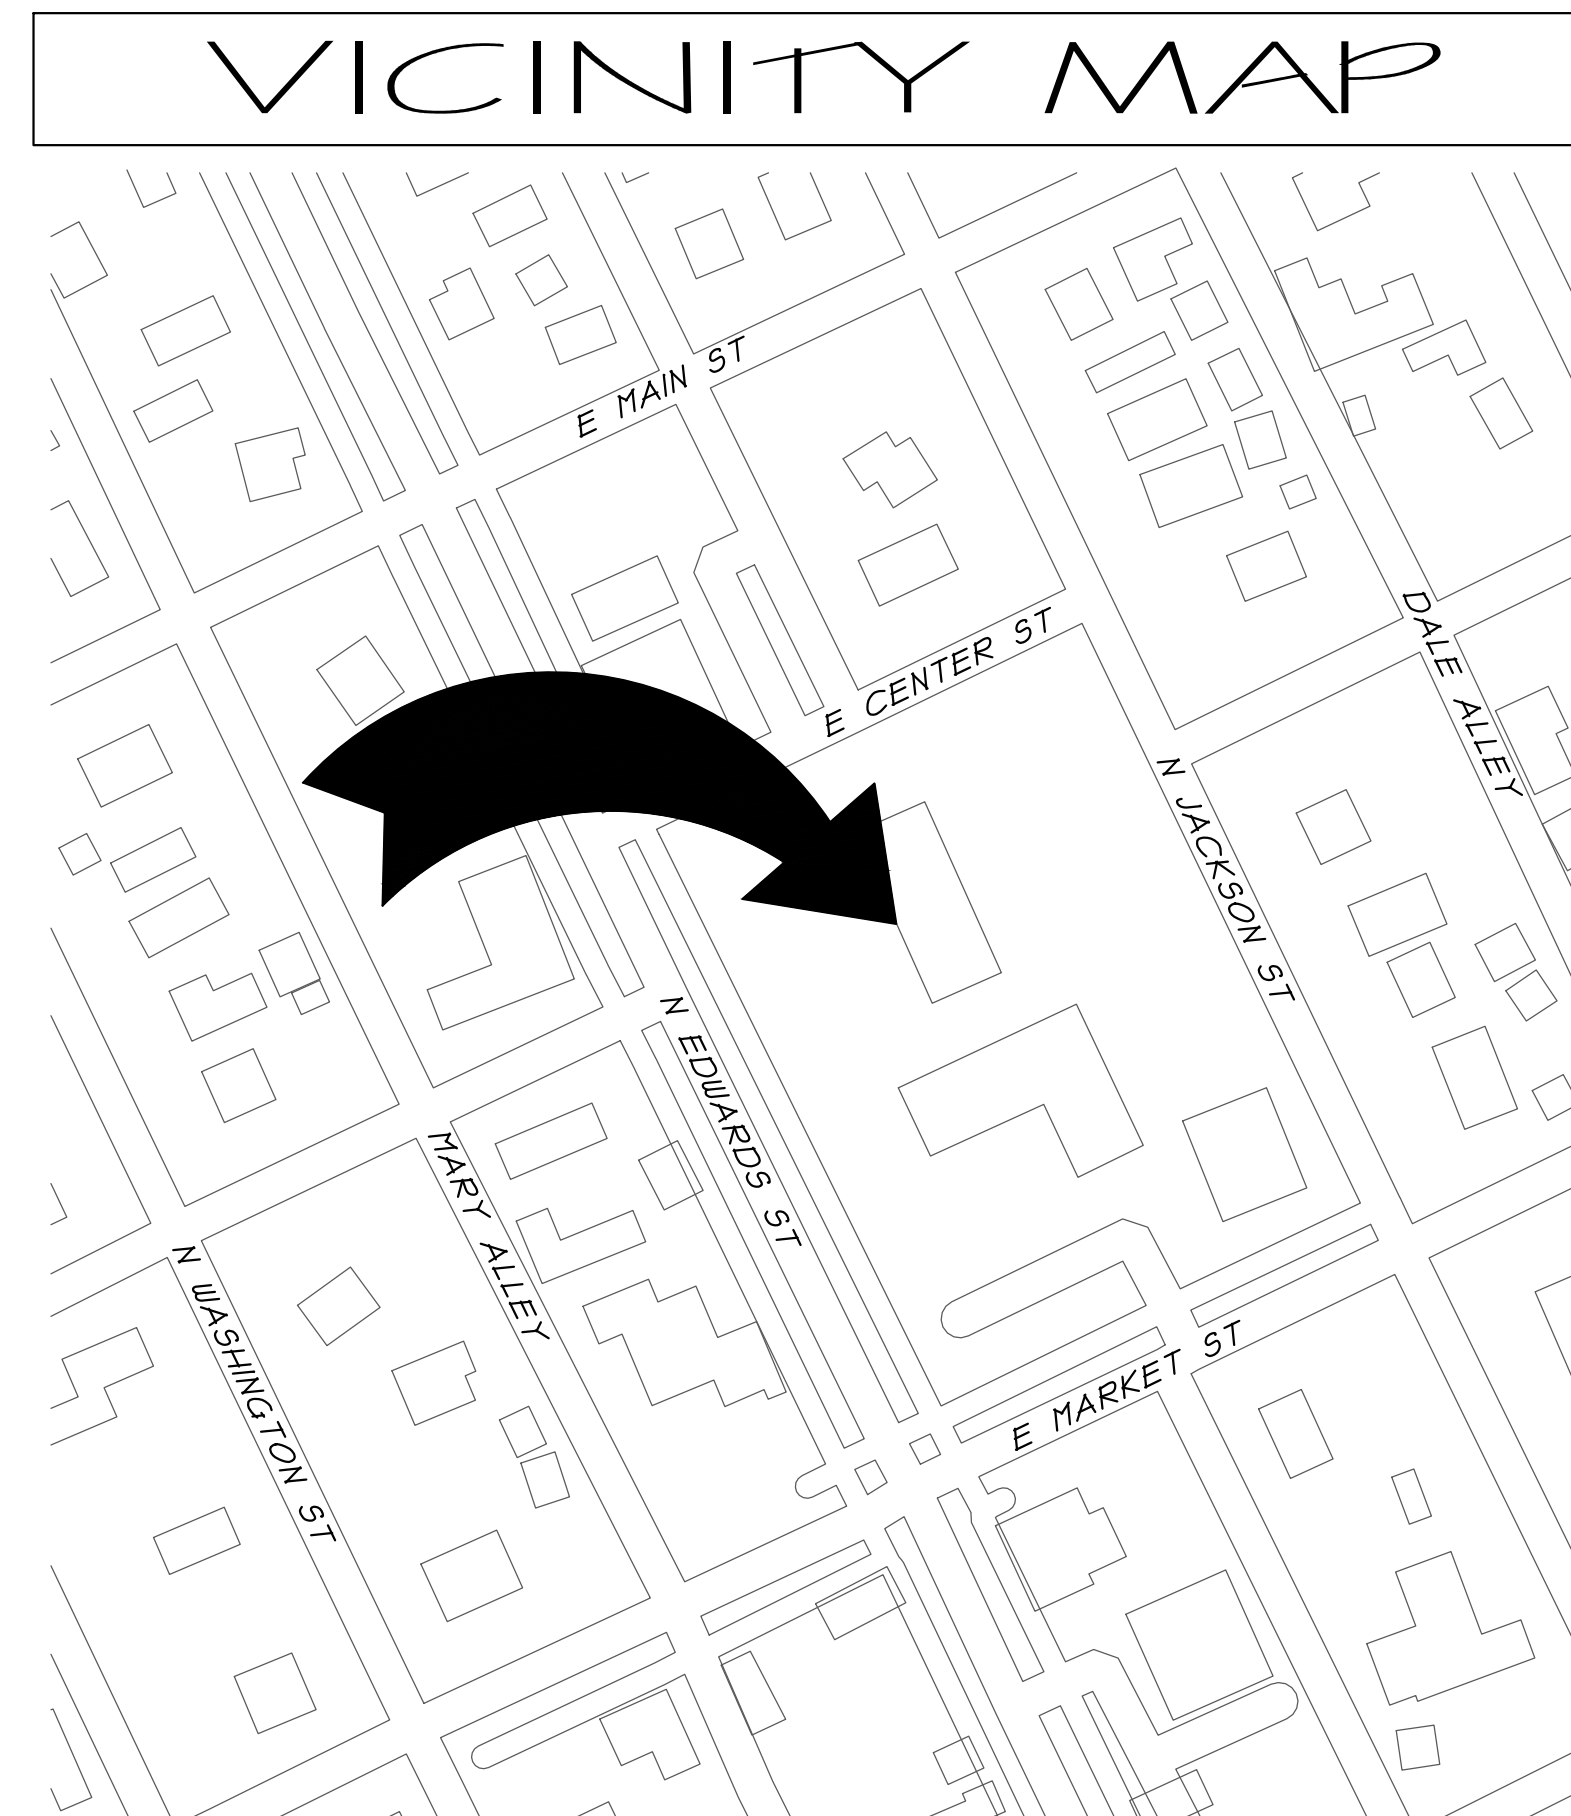 VICINITY MAP
E MAIN ST
E CENTER ST
DALE ALLEY
N JACKSON ST
N EDWARDS ST
MARY ALLEY
N WASHINGTON ST
E MARKET ST